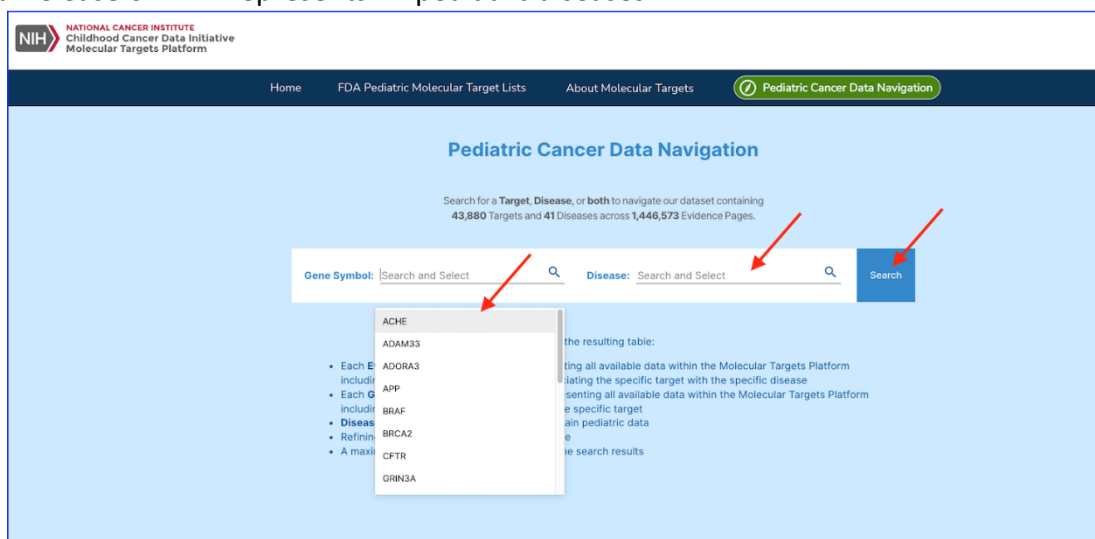 NIH NATIONAL CANCER INSTITUTE
Childhood Cancer Data Initiative
Molecular Targets Platform
Home FDA Pediatric Molecular Target Lists About Molecular Targets Pediatric Cancer Data Navigation
Pediatric Cancer Data Navigation
Search for a Target, Disease, or both to navigate our dataset containing
43,880 Targets and 41 Diseases across 1,446,573 Evidence Pages.
Gene Symbol: Search and Select Disease: Search and Select Search
ACHE
ADAM33
ADORA3
APP
BRAF
BRCA2
CFTR
GRIN3A
the resulting table:
• Each
ting all available data within the Molecular Targets Platform
ciating the specific target with the specific disease
• Each
senting all available data within the Molecular Targets Platform
e specific target
ain pediatric data
• A
e search results